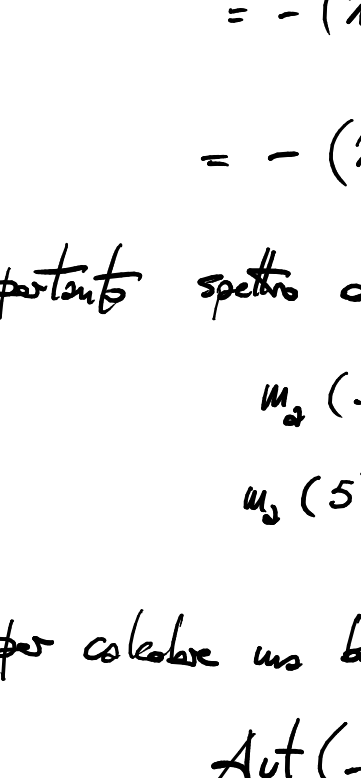 = - (
= - (
pertanto spettro
m_a (
m_a (5
per calcolare una b
Aut (-